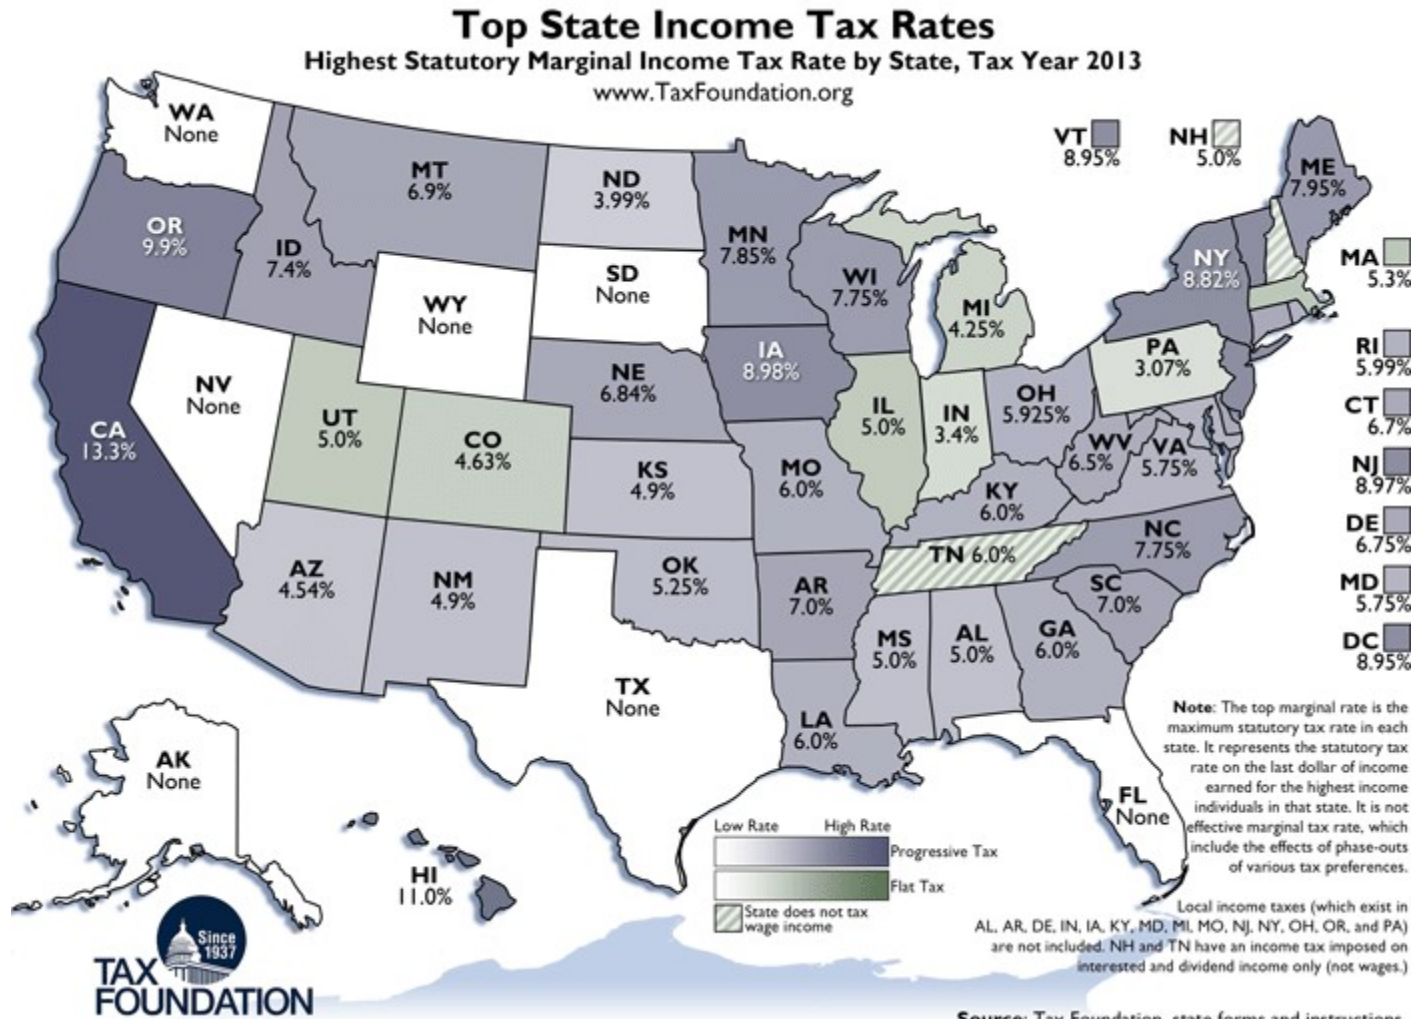 Top State Income Tax Rates
Highest Statutory Marginal Income Tax Rate by State, Tax Year 2013
www.TaxFoundation.org
WA
None
OR
9.9%
CA
13.3%
NV
None
ID
7.4%
MT
6.9%
WY
None
UT
5.0%
CO
4.63%
AZ
4.54%
NM
4.9%
ND
3.99%
SD
None
NE
6.84%
KS
4.9%
OK
5.25%
TX
None
MN
7.85%
IA
8.98%
MO
6.0%
AR
7.0%
LA
6.0%
WI
7.75%
IL
5.0%
MI
4.25%
IN
3.4%
OH
5.925%
KY
6.0%
TN 6.0%
MS
5.0%
AL
5.0%
GA
6.0%
FL
None
SC
7.0%
NC
7.75%
VA
5.75%
WV
6.5%
PA
3.07%
NY
8.82%
ME
7.95%
VT
8.95%
NH
5.0%
MA
5.3%
RI
5.99%
CT
6.7%
NJ
8.97%
DE
6.75%
MD
5.75%
DC
8.95%
AK
None
HI
11.0%
Low Rate High Rate
Progressive Tax
Flat Tax
State does not tax
wage income
Note: The top marginal rate is the
maximum statutory tax rate in each
state. It represents the statutory tax
rate on the last dollar of income
earned for the highest income
individuals in that state. It is not
effective marginal tax rate, which
include the effects of phase-outs
of various tax preferences.
Local income taxes (which exist in
AL, AR, DE, IN, IA, KY, MD, MI, MO, NJ, NY, OH, OR, and PA)
are not included. NH and TN have an income tax imposed on
interested and dividend income only (not wages.)
Source: Tax Foundation, state forms and instructions.
Since
1937
TAX
FOUNDATION